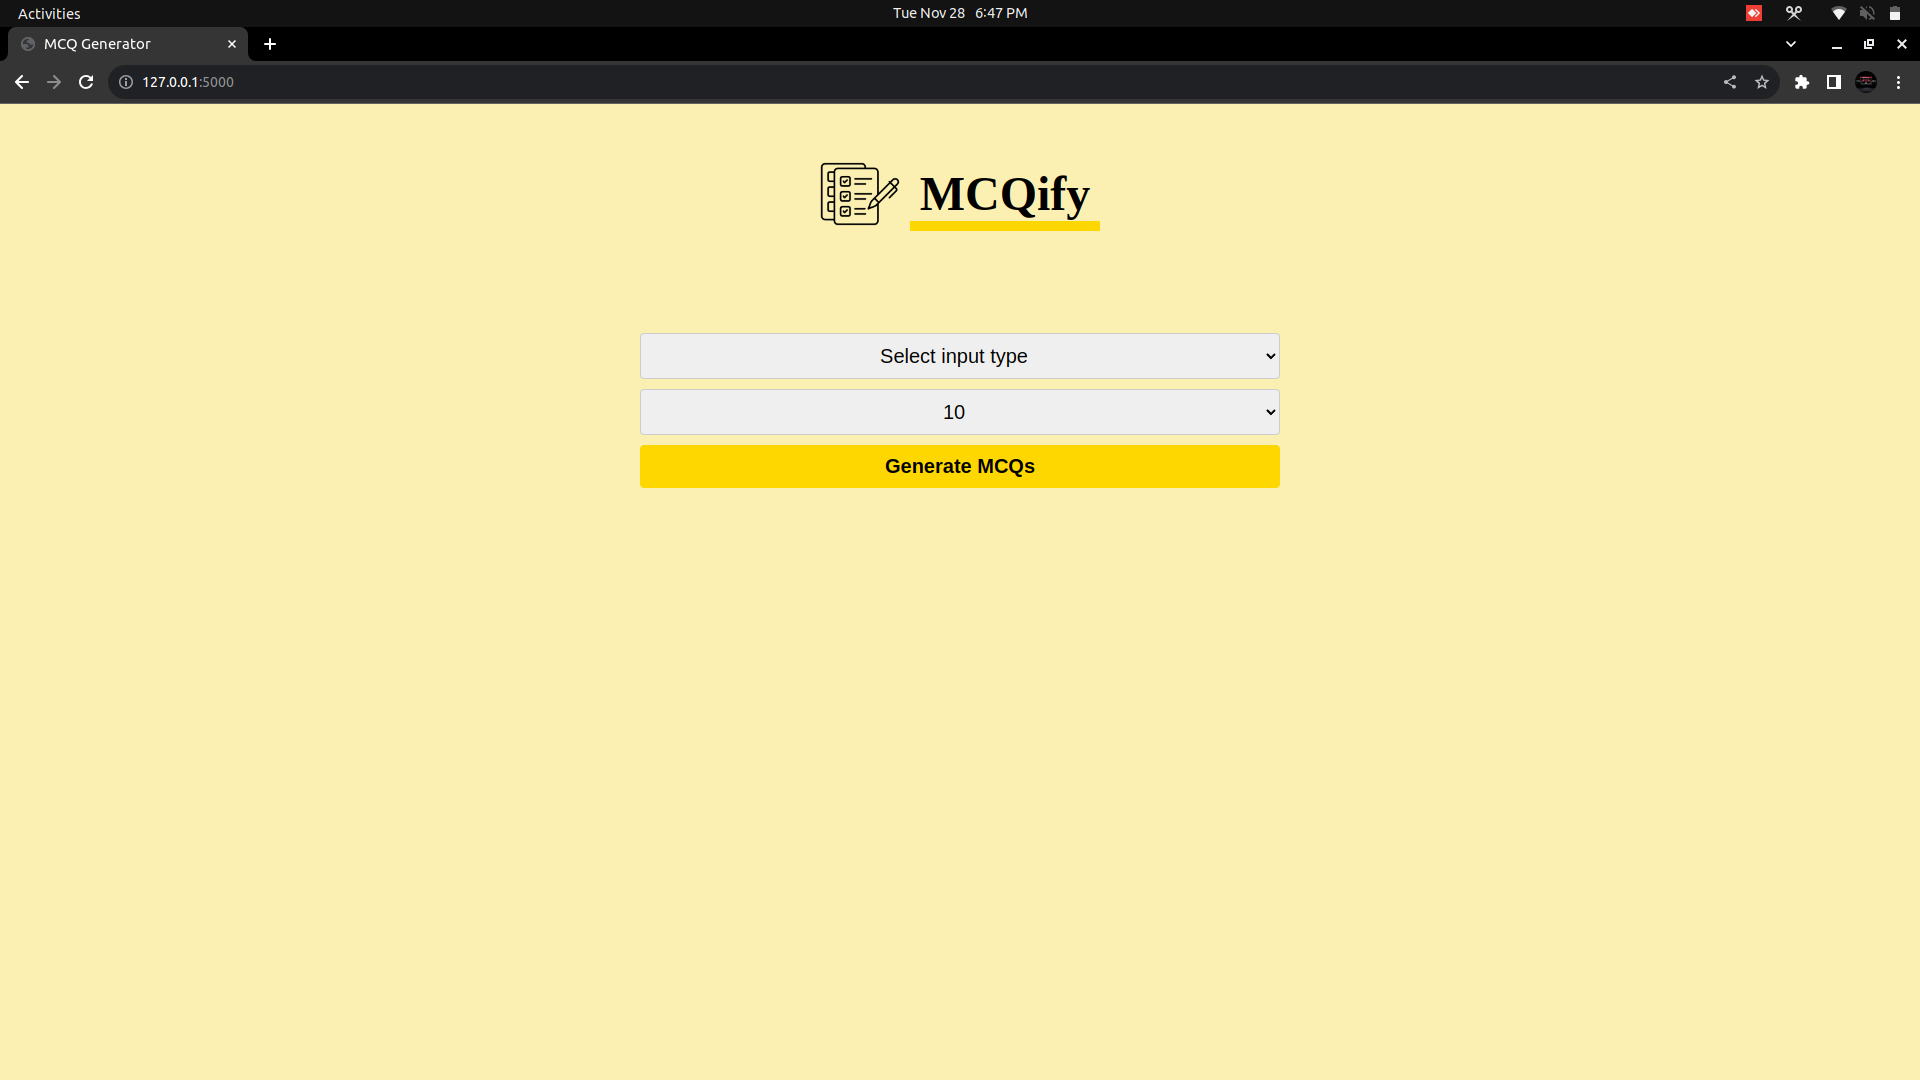 Activities
Tue Nov 28 6:47 PM
MCQ Generator
127.0.0.1:5000
MCQify
Select input type
10
Generate MCQs